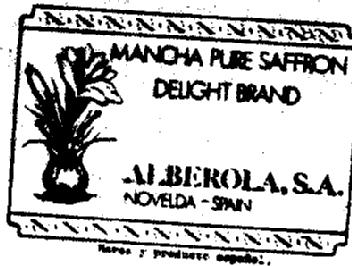 MANCHA PURE SAFFRON
DELIGHT BRAND
ALBEROLA, S.A.
NOVELDA - SPAIN
Marca y producto español.